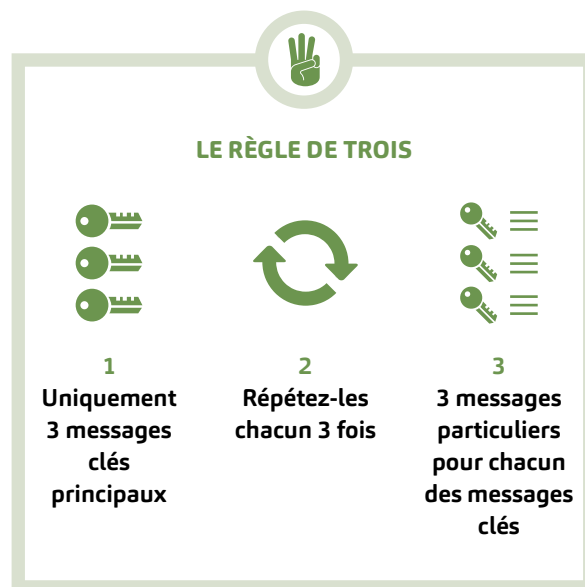 LE RÈGLE DE TROIS
1
Uniquement
3 messages
clés
principaux
2
Répétez-les
chacun 3 fois
3
3 messages
particuliers
pour chacun
des messages
clés